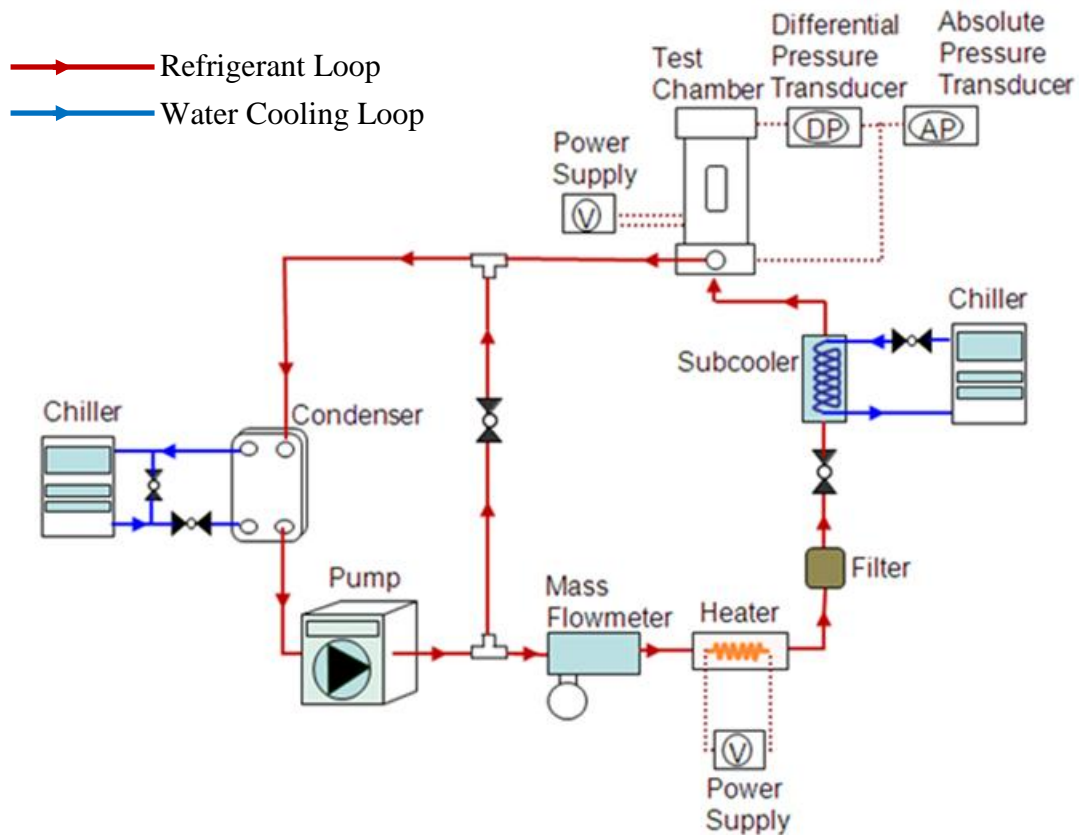 Refrigerant Loop
Water Cooling Loop
Test
Chamber
Differential
Pressure
Transducer
Absolute
Pressure
Transducer
DP
AP
Power
Supply
V
Chiller
Subcooler
Chiller
Condenser
Filter
Pump
Mass
Flowmeter
Heater
V
Power
Supply